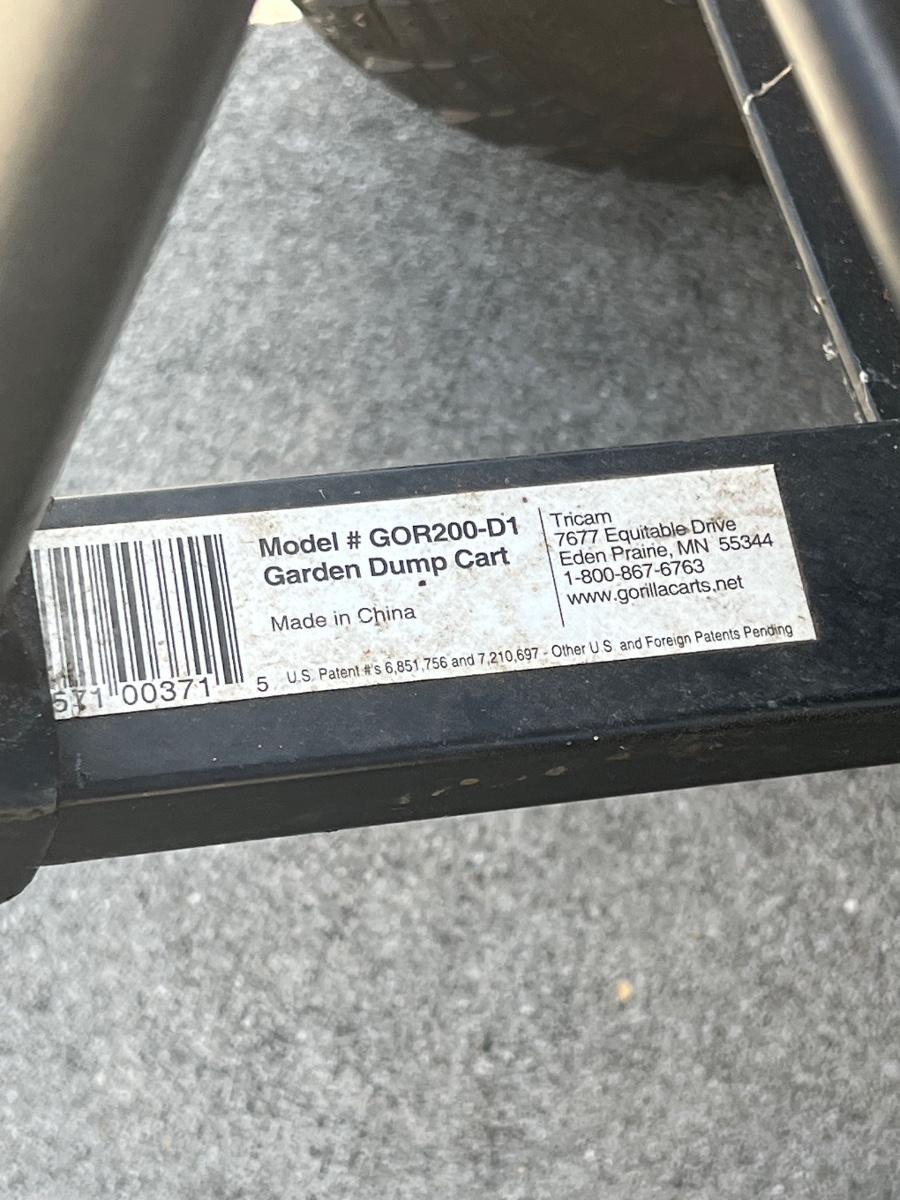 Model # GOR200-D1
Garden Dump Cart
Made in China
Tricam
7677 Equitable Drive
Eden Prairie, MN 55344
1-800-867-6763
www.gorillacarts.net
571 00371 5
U.S. Patent #'s 6,851,756 and 7,210,697 - Other U.S. and Foreign Patents Pending